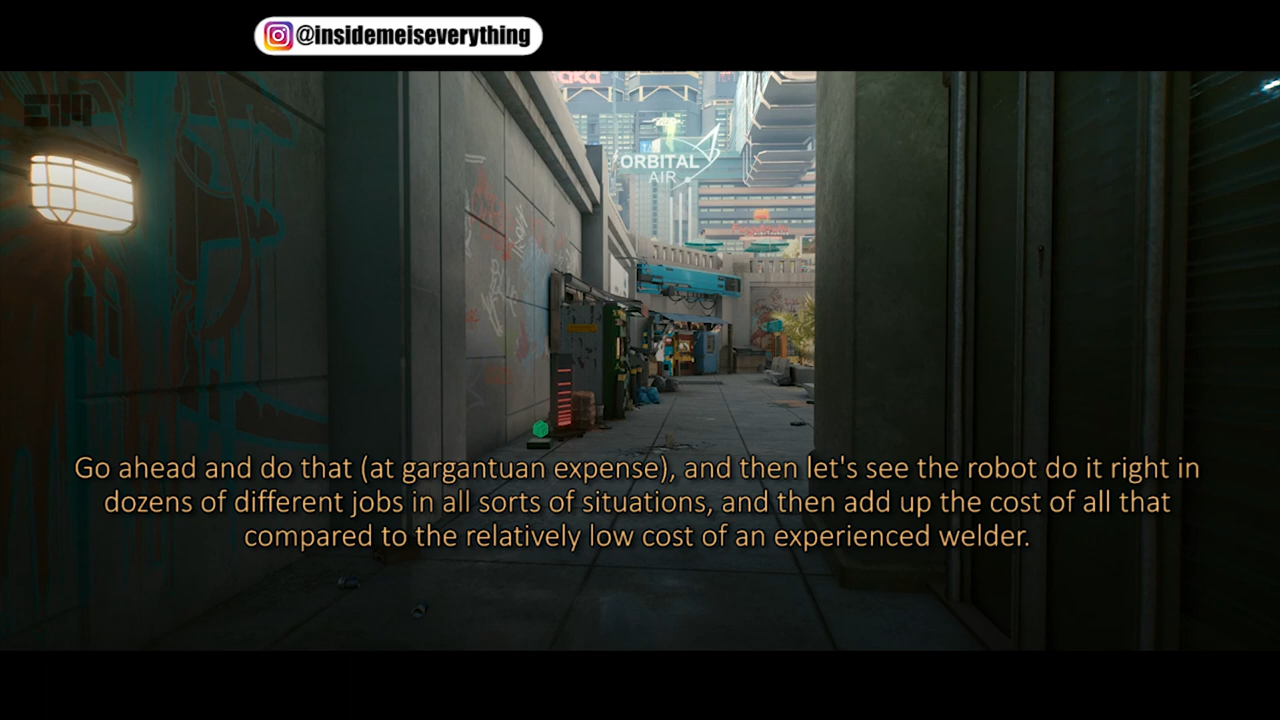 @insidemeiseverything
ORBITAL
AIR
Go ahead and do that (at gargantuan expense), and then let's see the robot do it right in
dozens of different jobs in all sorts of situations, and then add up the cost of all that
compared to the relatively low cost of an experienced welder.